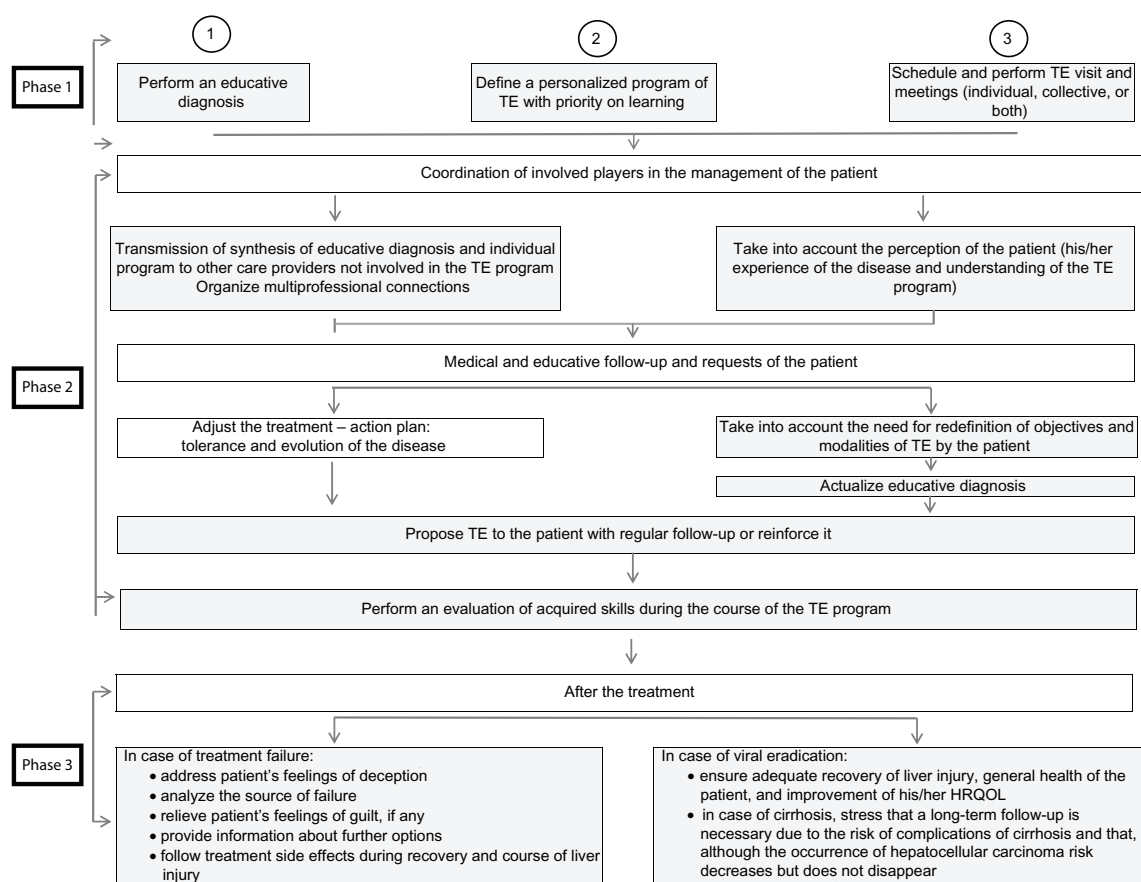 1
2
3
Phase 1
Perform an educative
diagnosis
Define a personalized program of
TE with priority on learning
Schedule and perform TE visit and
meetings (individual, collective, or
both)
Coordination of involved players in the management of the patient
Transmission of synthesis of educative diagnosis and individual
program to other care providers not involved in the TE program
Organize multiprofessional connections
Take into account the perception of the patient (his/her
experience of the disease and understanding of the TE
program)
Medical and educative follow-up and requests of the patient
Phase 2
Adjust the treatment – action plan:
tolerance and evolution of the disease
Take into account the need for redefinition of objectives and
modalities of TE by the patient
Actualize educative diagnosis
Propose TE to the patient with regular follow-up or reinforce it
Perform an evaluation of acquired skills during the course of the TE program
After the treatment
Phase 3
In case of treatment failure:
• address patient’s feelings of deception
• analyze the source of failure
• relieve patient’s feelings of guilt, if any
• provide information about further options
• follow treatment side effects during recovery and course of liver
injury
In case of viral eradication:
• ensure adequate recovery of liver injury, general health of the
patient, and improvement of his/her HRQOL
• in case of cirrhosis, stress that a long-term follow-up is
necessary due to the risk of complications of cirrhosis and that,
although the occurrence of hepatocellular carcinoma risk
decreases but does not disappear